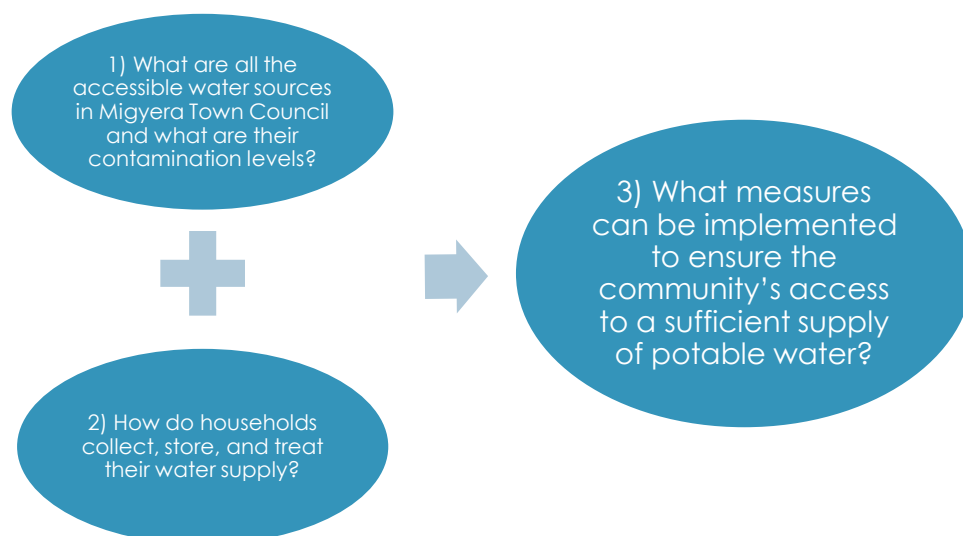 1) What are all the
accessible water sources
in Migyera Town Council
and what are their
contamination levels?
2) How do households
collect, store, and treat
their water supply?
3) What measures
can be implemented
to ensure the
community’s access
to a sufficient supply
of potable water?